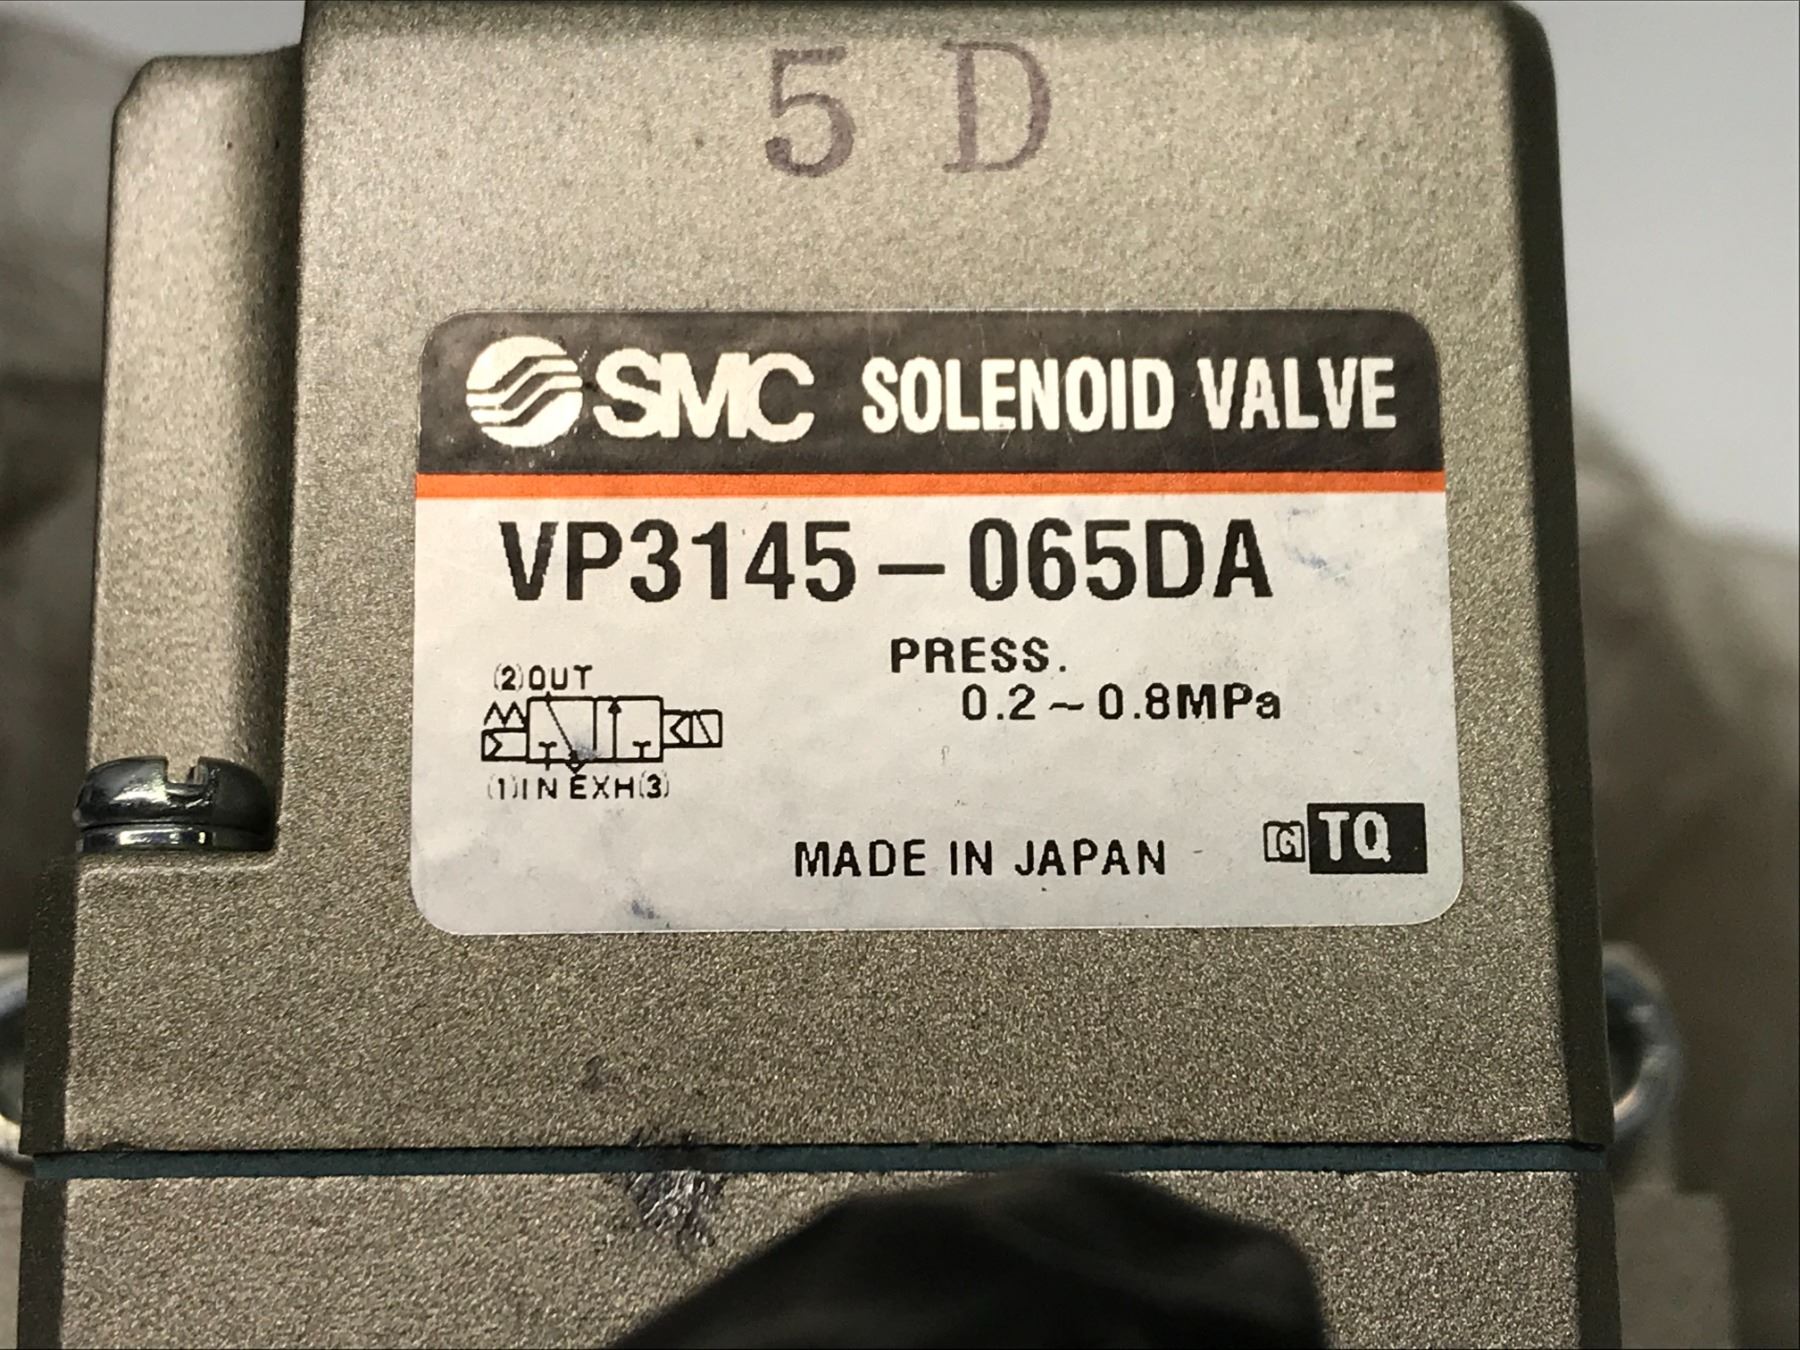 5 D
SMC SOLENOID VALVE
VP3145-065DA
PRESS.
0.2~0.8MPa
(2)OUT
(1)IN EXH(3)
MADE IN JAPAN
TQ